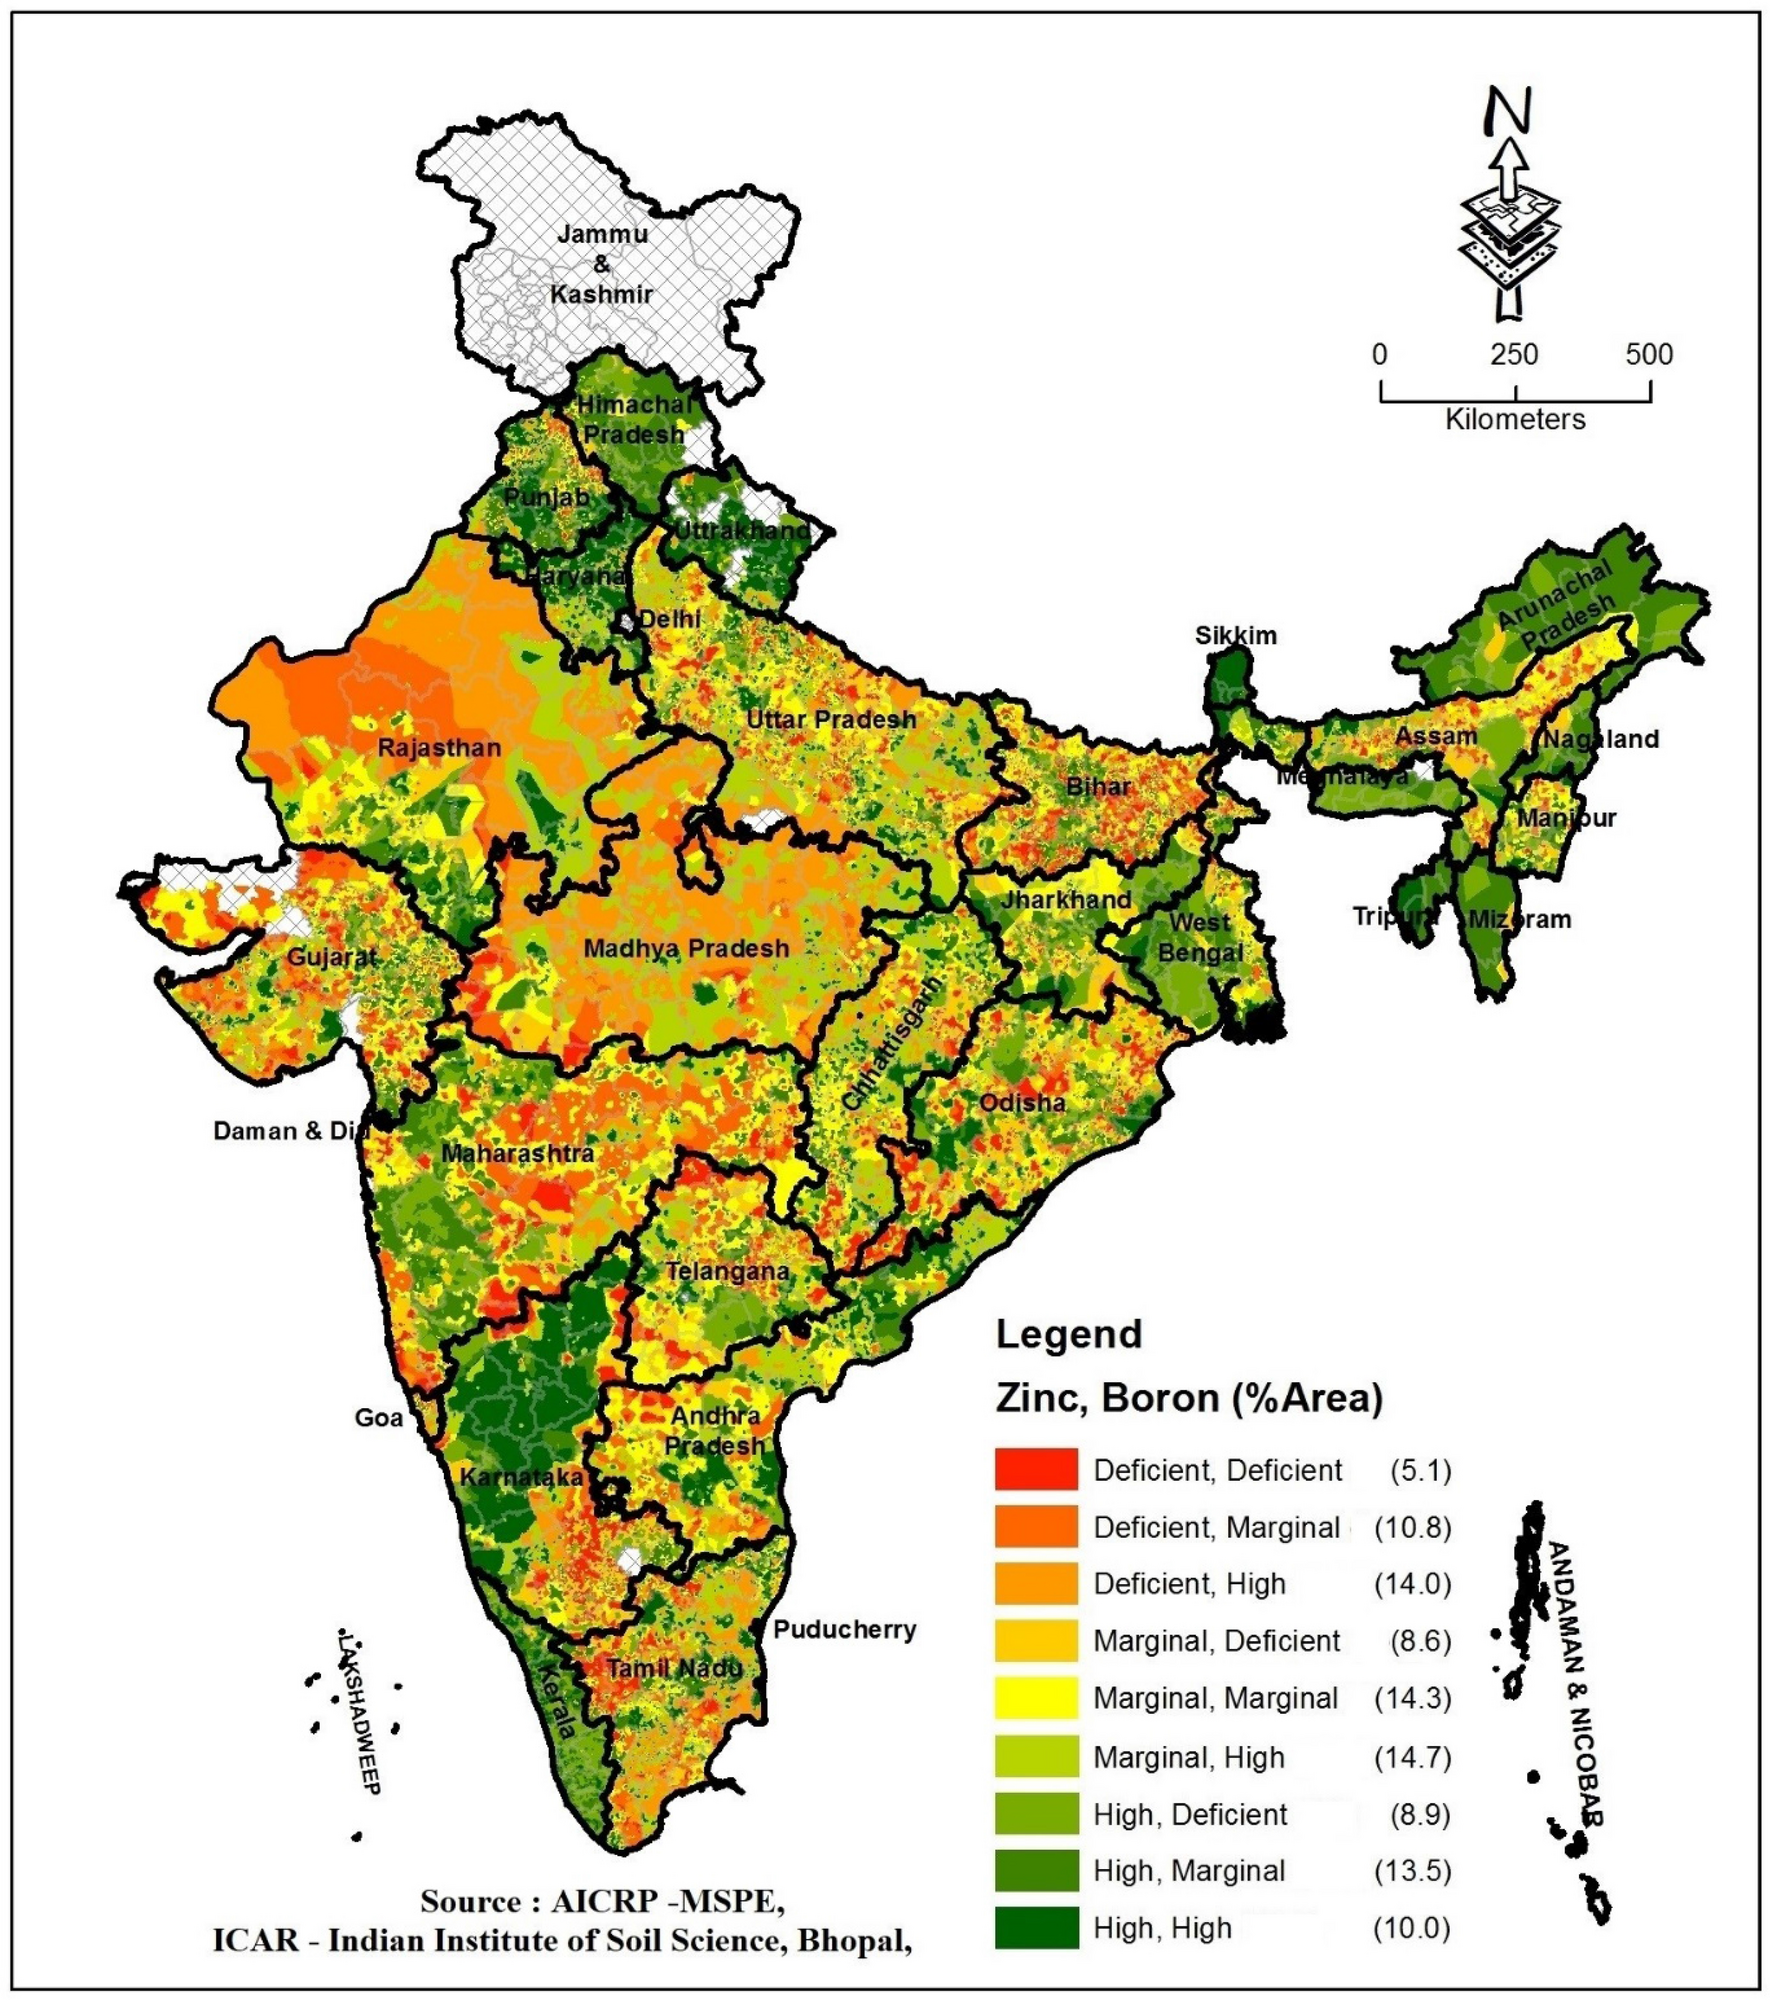 N
0 250 500
Kilometers
Jammu
&
Kashmir
Himachal
Pradesh
Punjab
Uttrakhand
Haryana
Delhi
Sikkim
Arunachal
Pradesh
Rajasthan
Uttar Pradesh
Bihar
Assam
Nagaland
Meghalaya
Manipur
Jharkhand
West
Bengal
Tripura
Mizoram
Gujarat
Madhya Pradesh
Chhattisgarh
Odisha
Daman & Diu
Maharashtra
Telangana
Goa
Andhra
Pradesh
Karnataka
Puducherry
Tamil Nadu
Kerala
LAKSHADWEEP
ANDAMAN & NICOBAR
Legend
Zinc, Boron (%Area)
Deficient, Deficient (5.1)
Deficient, Marginal (10.8)
Deficient, High (14.0)
Marginal, Deficient (8.6)
Marginal, Marginal (14.3)
Marginal, High (14.7)
High, Deficient (8.9)
High, Marginal (13.5)
High, High (10.0)
Source : AICRP -MSPE,
ICAR - Indian Institute of Soil Science, Bhopal,